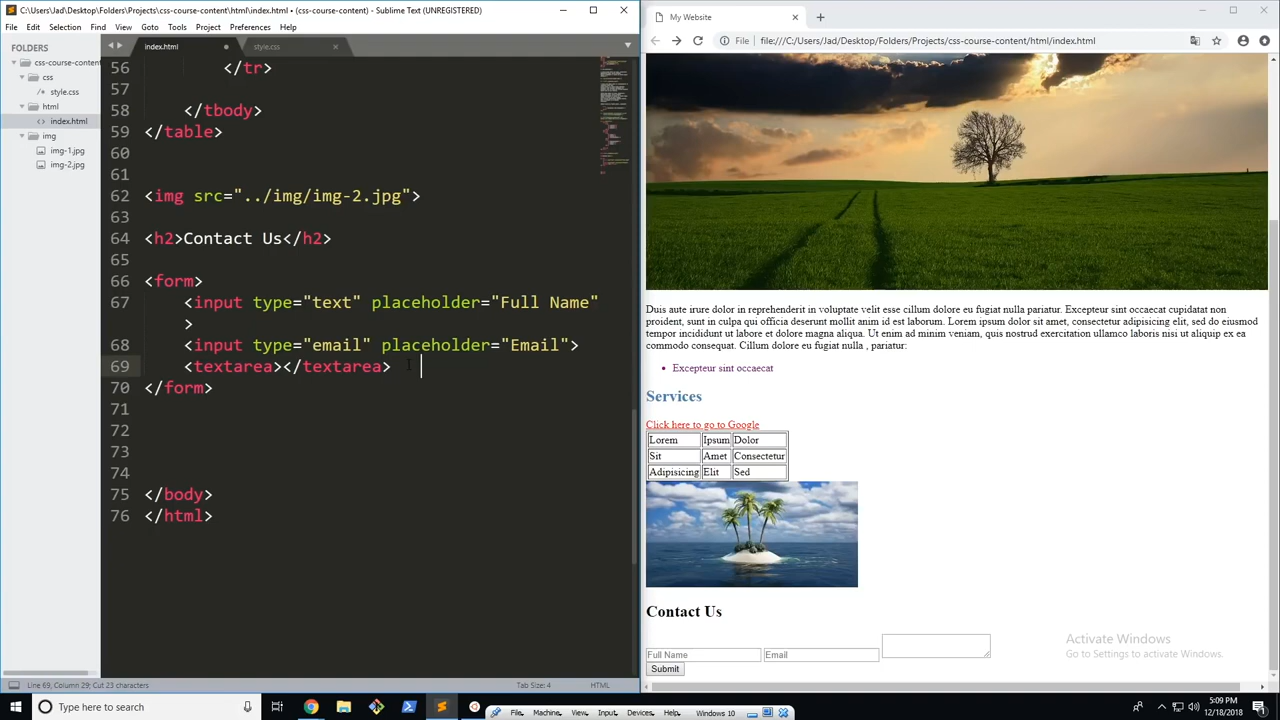 C:\Users\Jad\Desktop\Folders\Projects\css-course-content\html\index.html • (css-course-content) - Sublime Text (UNREGISTERED)
File Edit Selection Find View Goto Tools Project Preferences Help
FOLDERS
css-course-content
css
style.css
html
<> index.html
img
img-1.jpg
img-2.jpg
index.html
style.css
56 </tr>
57
58 </tbody>
59 </table>
60
61
62 <img src="../img/img-2.jpg">
63
64 <h2>Contact Us</h2>
65
66 <form>
67 <input type="text" placeholder="Full Name"
>
68 <input type="email" placeholder="Email">
69 <textarea></textarea>
70 </form>
71
72
73
74
75 </body>
76 </html>
Line 69, Column 29; Cut 23 characters
Tab Size: 4
HTML
My Website
File | file:///C:/Users/Jad/Desktop/Folders/Projects/css-course-content/html/index.html
Duis aute irure dolor in reprehenderit in voluptate velit esse cillum dolore eu fugiat nulla pariatur. Excepteur sint occaecat cupidatat non
proident, sunt in culpa qui officia deserunt mollit anim id est laborum. Lorem ipsum dolor sit amet, consectetur adipisicing elit, sed do eiusmod
tempor incididunt ut labore et dolore magna aliqua. Ut enim ad minim veniam, quis nostrud exercitation ullamco laboris nisi ut aliquip ex ea
commodo consequat. Cillum dolore eu fugiat nulla , pariatur:
• Excepteur sint occaecat
Services
Click here to go to Google
Lorem Ipsum Dolor
Sit Amet Consectetur
Adipisicing Elit Sed
Contact Us
Full Name
Email
Submit
Activate Windows
Go to Settings to activate Windows.
Type here to search
File Machine View Input Devices Help Windows 10
5:09 PM
12/18/2018